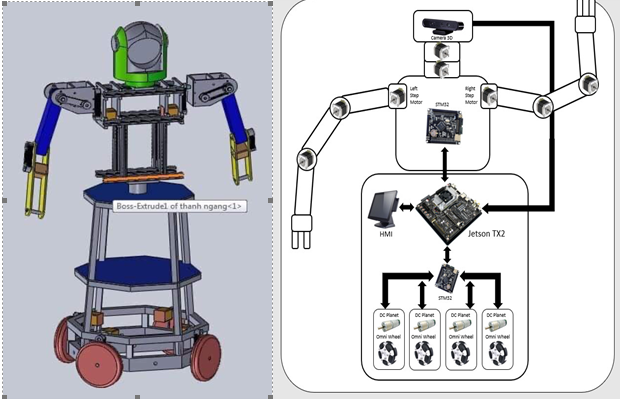 Boss-Extrude1 of thanh ngang<1>
Camera 3D
Left
Step
Motor
Right
Step
Motor
STM32
HMI
Jetson TX2
STM32
DC Planet
DC Planet
DC Planet
DC Planet
Omni Wheel
Omni Wheel
Omni Wheel
Omni Wheel